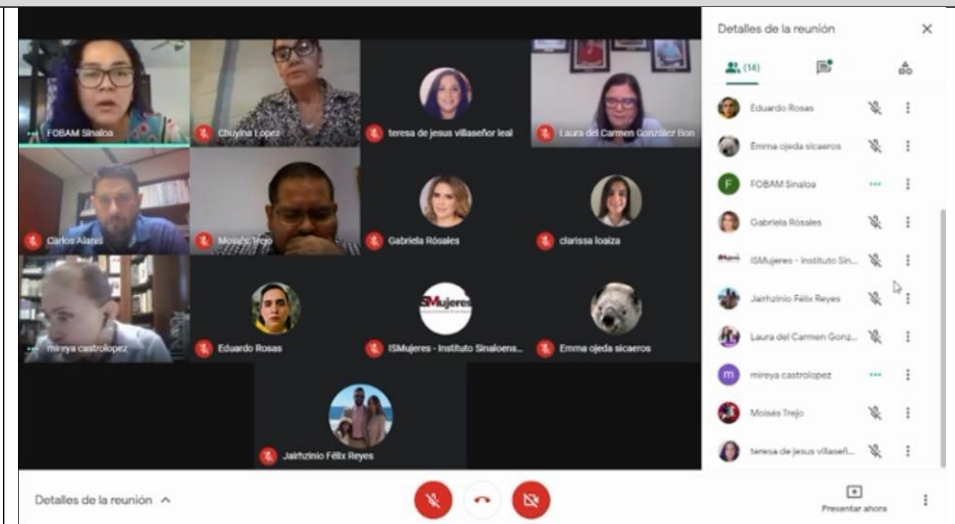 Detalles de la reunión
(14)
FOBAM Sinaloa
Chuyina López
teresa de jesus villaseñor leal
Laura del Carmen González Bon
Carlos Alanis
Moisés Trejo
Gabriela Rósales
clarissa loaiza
mireya castrolopez
Eduardo Rosas
SMujeres
ISMujeres - Instituto Sinaloens...
Emma ojeda sicaeros
Jairhzinio Félix Reyes
Eduardo Rosas
Emma ojeda sicaeros
F
FOBAM Sinaloa
Gabriela Rósales
ISMujeres - Instituto Sin...
Jairhzinio Félix Reyes
Laura del Carmen Gonz...
m
mireya castrolopez
Moisés Trejo
teresa de jesus villaseñ...
Detalles de la reunión
Presentar ahora